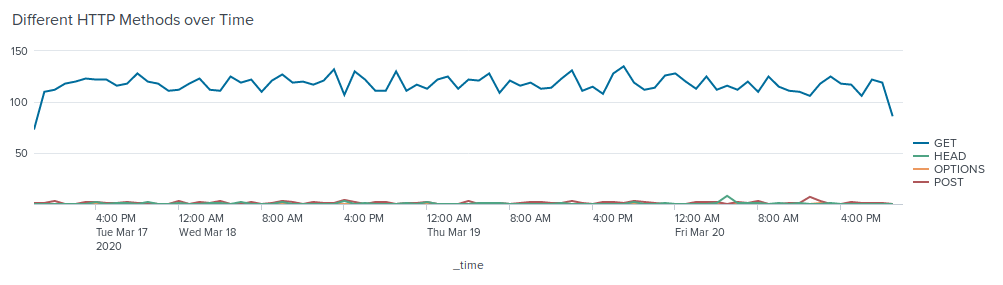 Different HTTP Methods over Time
150
100
50
GET
HEAD
OPTIONS
POST
4:00 PM 12:00 AM 8:00 AM 4:00 PM 12:00 AM 8:00 AM 4:00 PM 12:00 AM 8:00 AM 4:00 PM
Tue Mar 17 Wed Mar 18 Thu Mar 19 Fri Mar 20
2020
_time